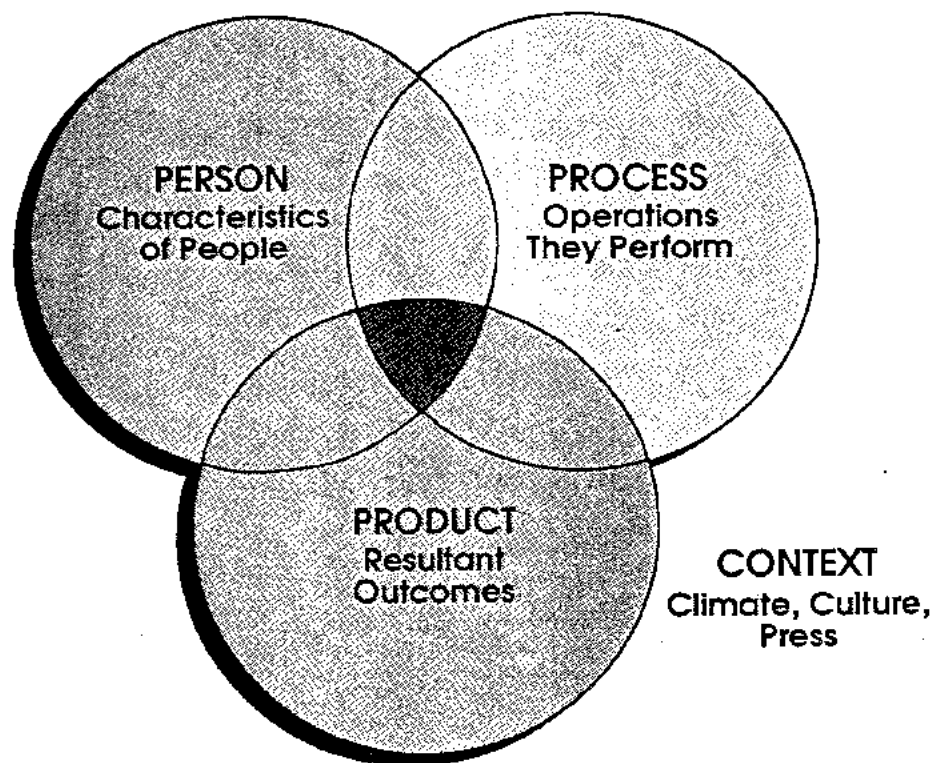 PERSON
Characteristics
of People
PROCESS
Operations
They Perform
PRODUCT
Resultant
Outcomes
CONTEXT
Climate, Culture,
Press